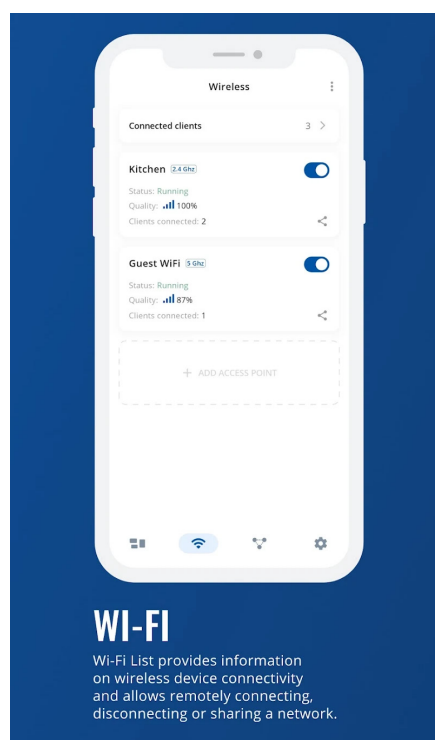 Wireless
Connected clients 3
Kitchen 2.4 Ghz
Status: Running
Quality: 100%
Clients connected: 2
Guest WiFi 5 Ghz
Status: Running
Quality: 87%
Clients connected: 1
+ ADD ACCESS POINT
WI-FI
Wi-Fi List provides information
on wireless device connectivity
and allows remotely connecting,
disconnecting or sharing a network.